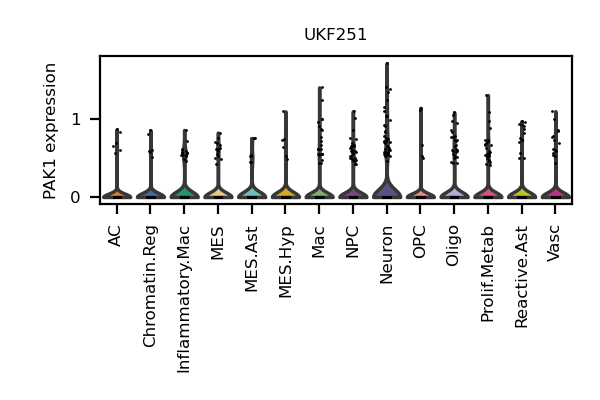 UKF251
PAK1 expression
1
0
AC
Chromatin.Reg
Inflammatory.Mac
MES
MES.Ast
MES.Hyp
Mac
NPC
Neuron
OPC
Oligo
Prolif.Metab
Reactive.Ast
Vasc